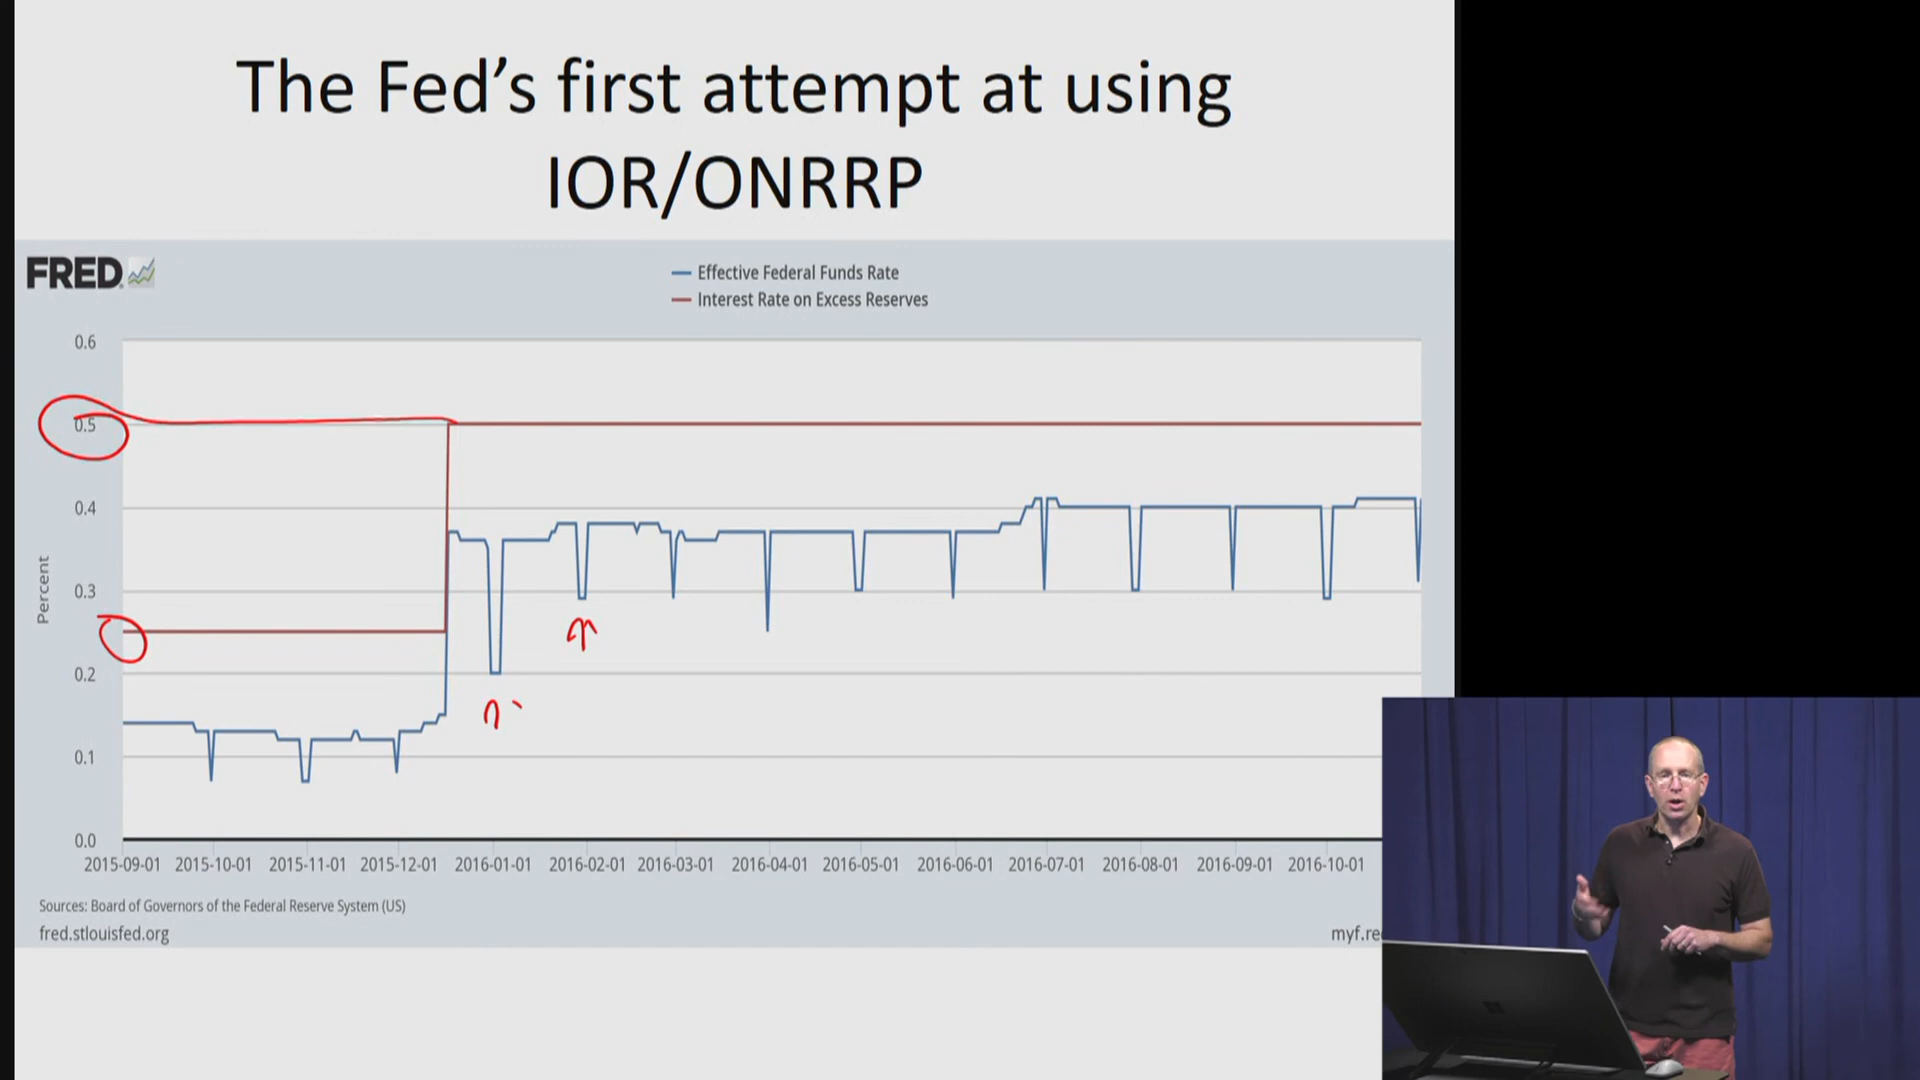 The Fed’s first attempt at using
IOR/ONRRP
FRED
Effective Federal Funds Rate
Interest Rate on Excess Reserves
0.6
0.5
0.4
0.3
0.2
0.1
0.0
Percent
2015-09-01 2015-10-01 2015-11-01 2015-12-01 2016-01-01 2016-02-01 2016-03-01 2016-04-01 2016-05-01 2016-06-01 2016-07-01 2016-08-01 2016-09-01 2016-10-01
Sources: Board of Governors of the Federal Reserve System (US)
fred.stlouisfed.org